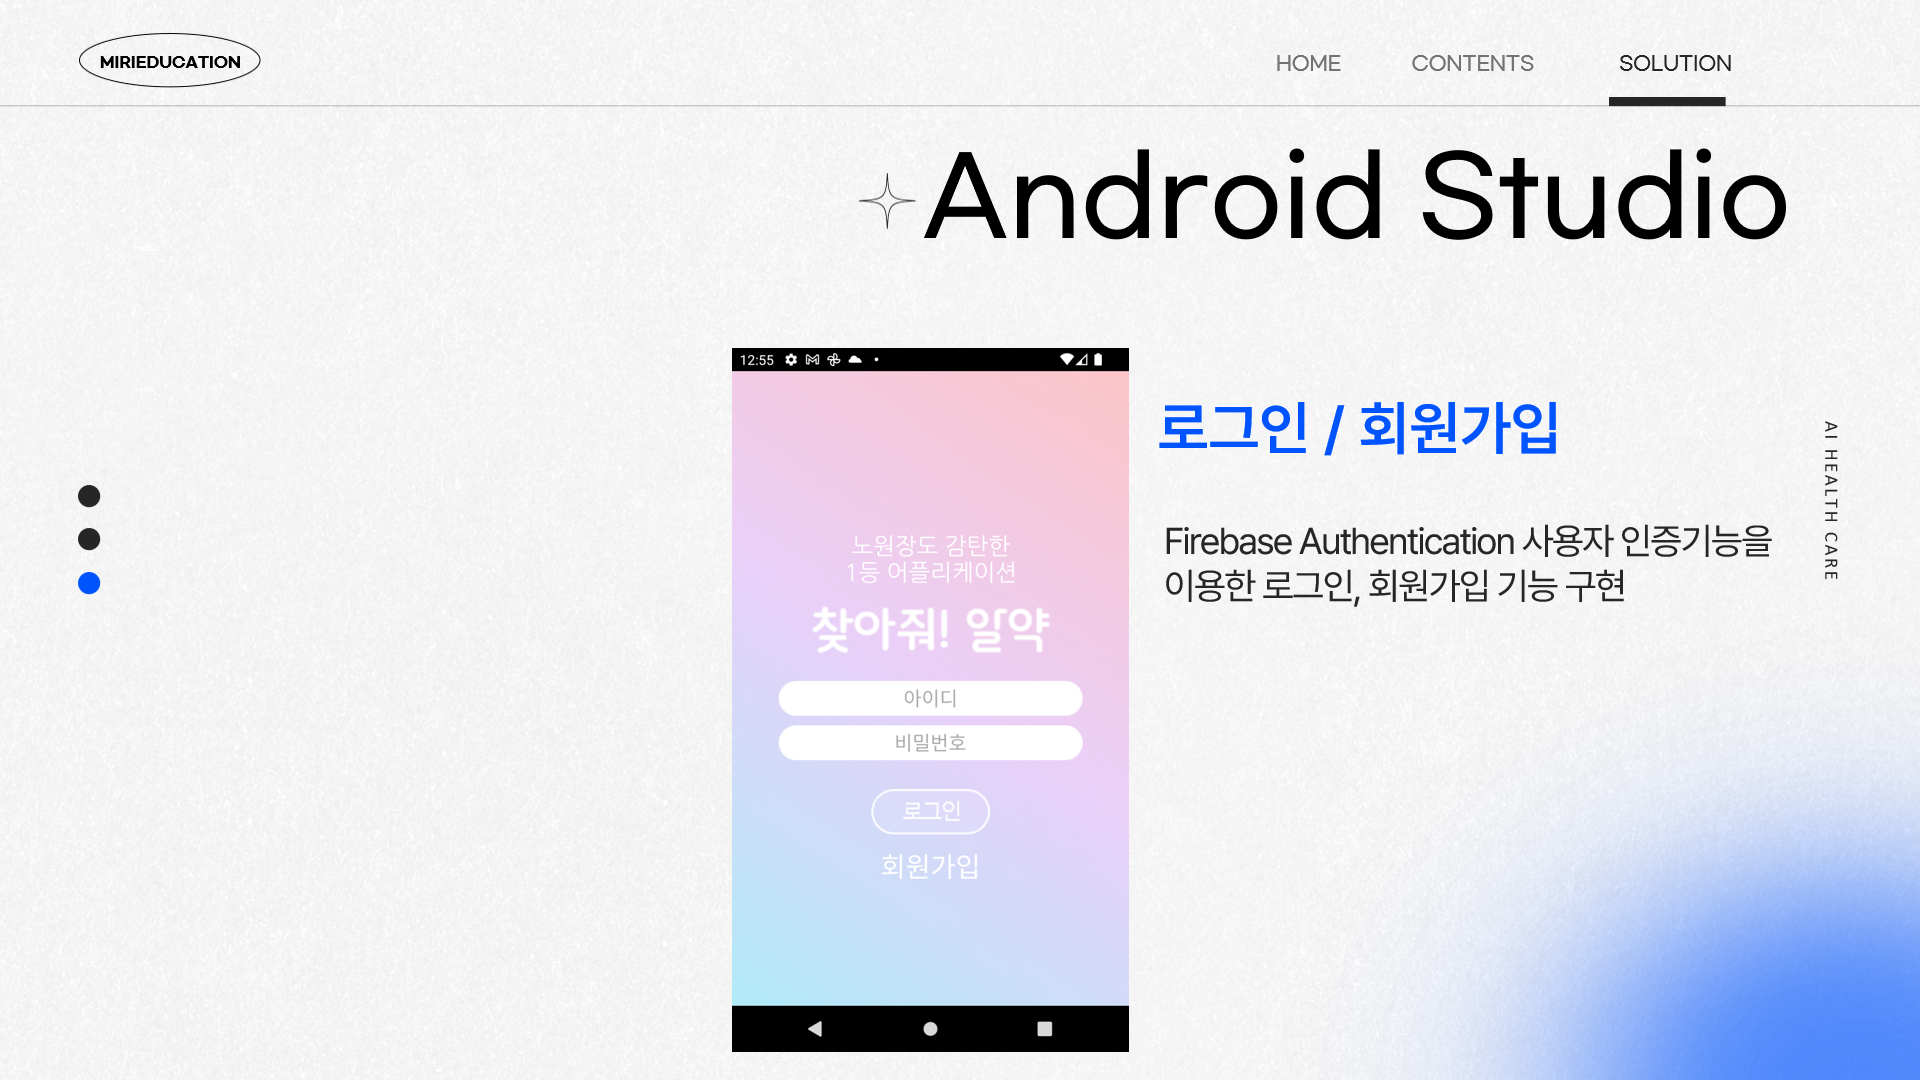 MIRIEDUCATION
HOME
CONTENTS
SOLUTION
Android Studio
12:55
노원장도 감탄한
1등 어플리케이션
찾아줘! 알약
아이디
비밀번호
로그인
회원가입
로그인 / 회원가입
Firebase Authentication 사용자 인증기능을
이용한 로그인, 회원가입 기능 구현
AI HEALTH CARE